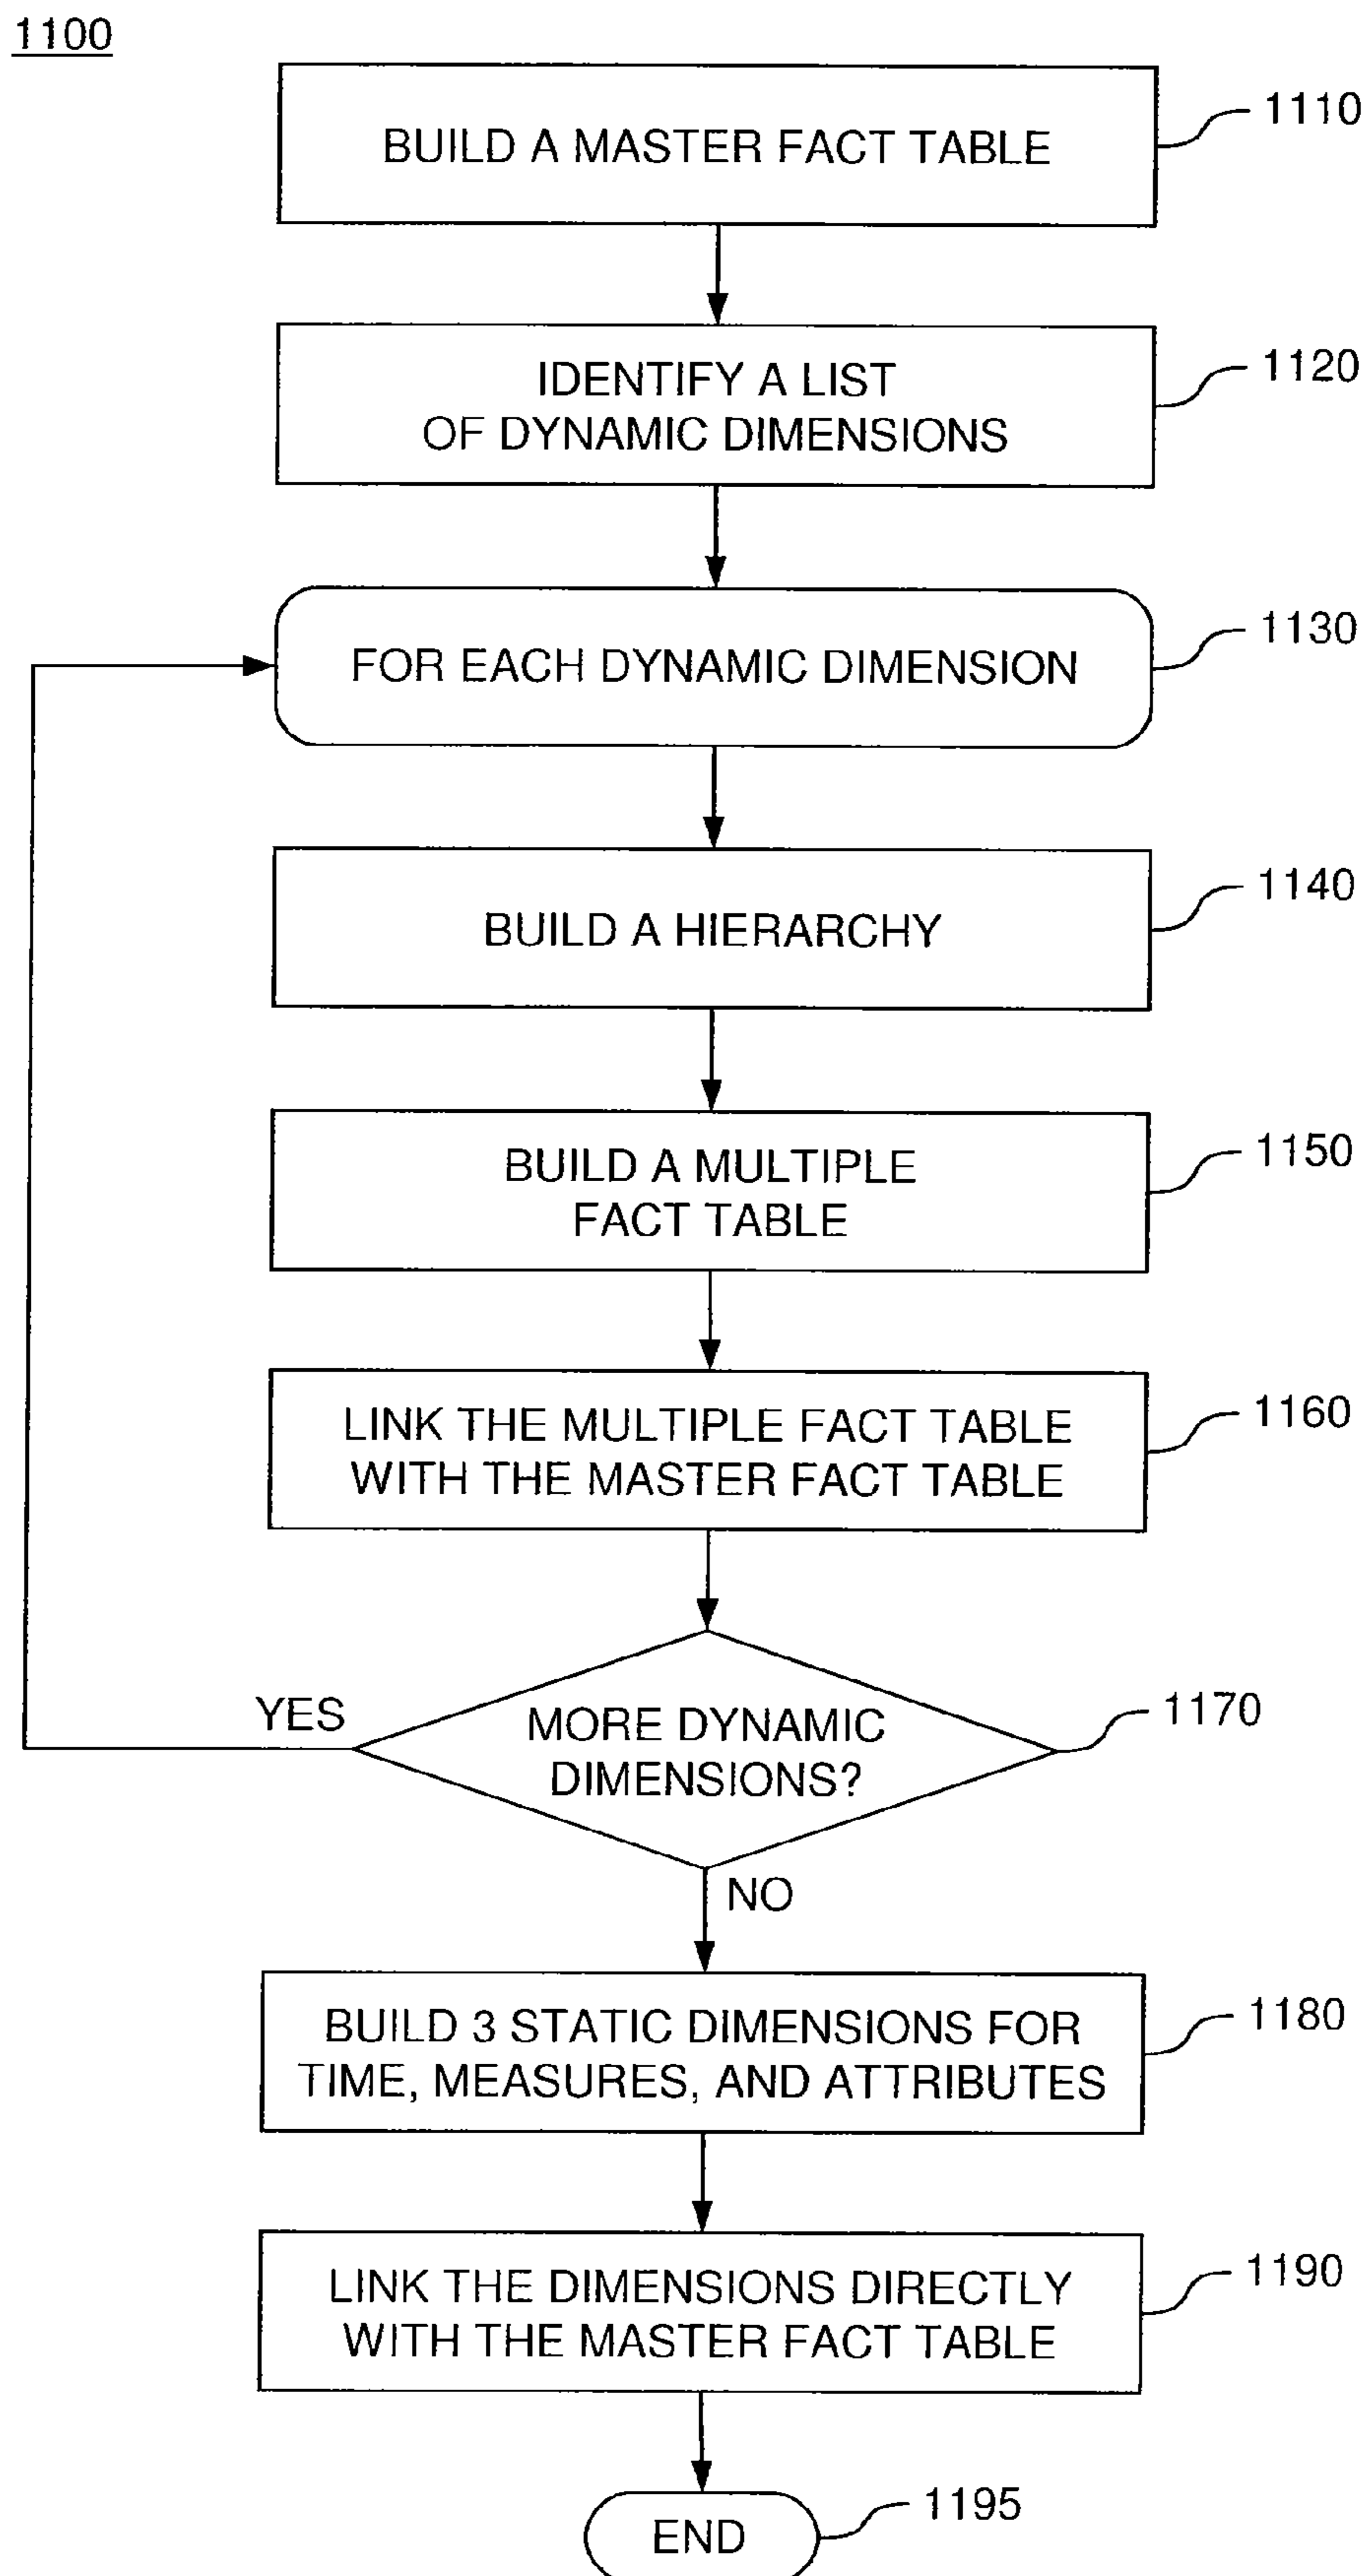 1100
BUILD A MASTER FACT TABLE
1110
IDENTIFY A LIST
OF DYNAMIC DIMENSIONS
1120
FOR EACH DYNAMIC DIMENSION
1130
BUILD A HIERARCHY
1140
BUILD A MULTIPLE
FACT TABLE
1150
LINK THE MULTIPLE FACT TABLE
WITH THE MASTER FACT TABLE
1160
MORE DYNAMIC
DIMENSIONS?
1170
YES
NO
BUILD 3 STATIC DIMENSIONS FOR
TIME, MEASURES, AND ATTRIBUTES
1180
LINK THE DIMENSIONS DIRECTLY
WITH THE MASTER FACT TABLE
1190
END
1195